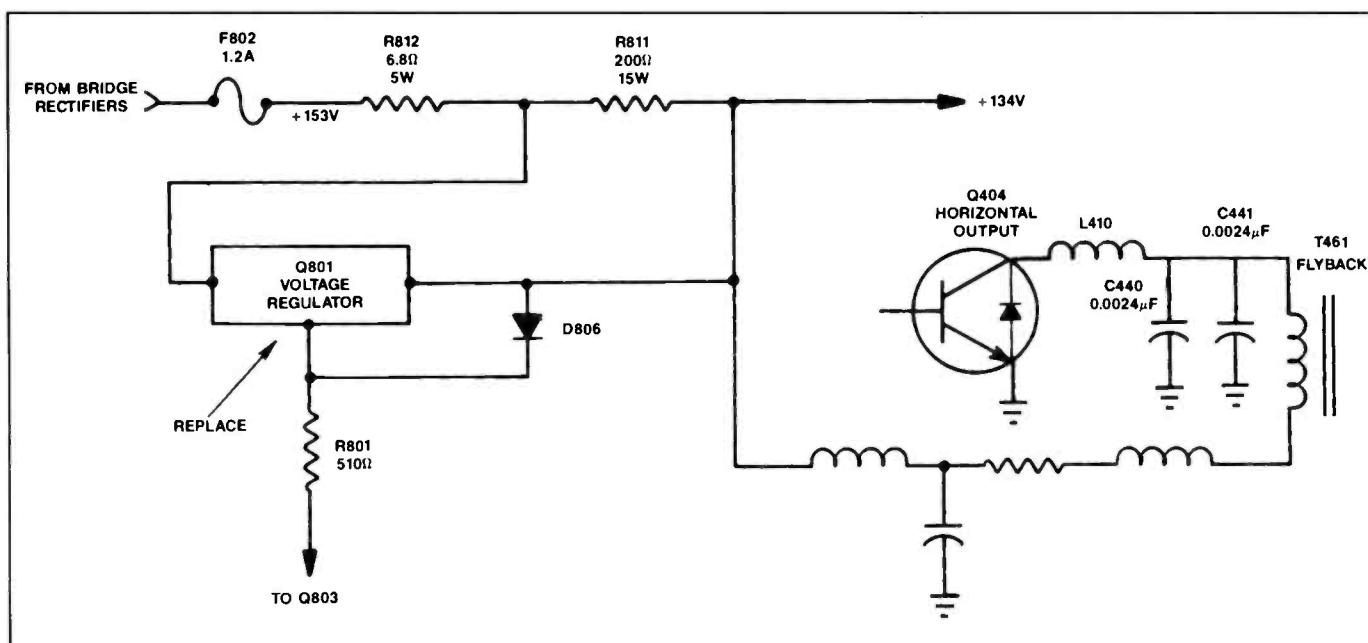 F802
1.2A
R812
6.8Ω
5W
R811
200Ω
15W
FROM BRIDGE
RECTIFIERS
+153V
+134V
Q404
HORIZONTAL
OUTPUT
L410
C441
0.0024μF
T461
FLYBACK
C440
0.0024μF
Q801
VOLTAGE
REGULATOR
D806
REPLACE
R801
510Ω
TO Q803